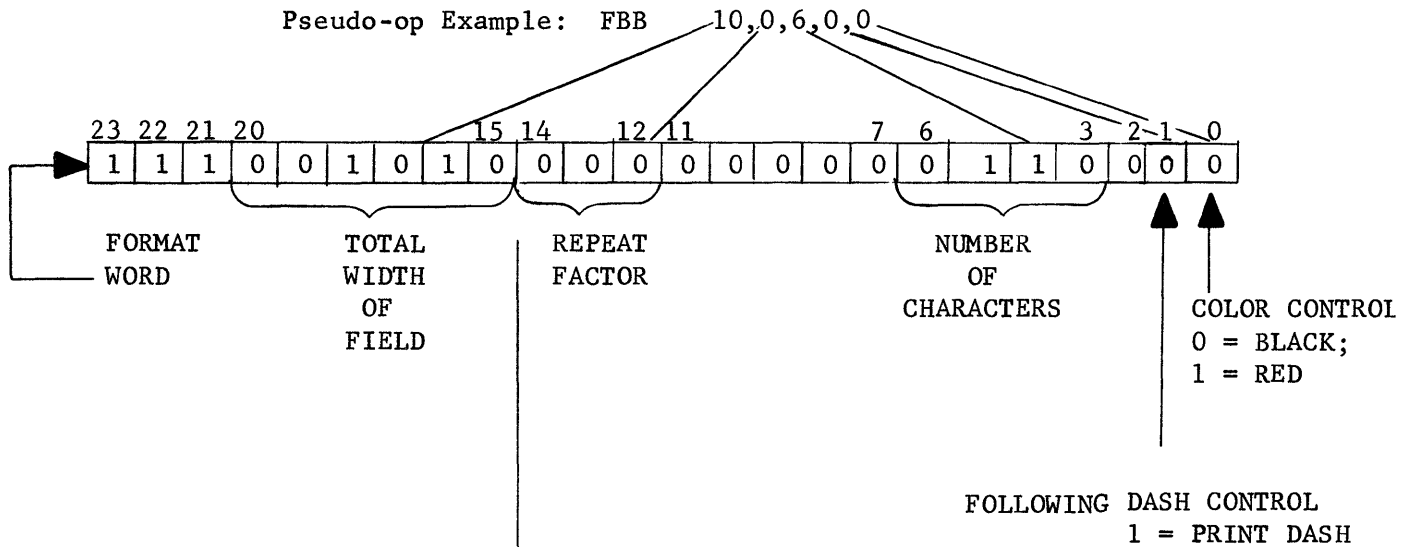 Pseudo-op Example: FBB 10,0,6,0,0
23 22 21 20 15 14 12 11 7 6 3 2 1 0
1 1 1 0 0 1 0 1 0 0 0 0 0 0 0 0 0 0 1 1 0 0 0 0
FORMAT WORD
TOTAL WIDTH OF FIELD
REPEAT FACTOR
NUMBER OF CHARACTERS
COLOR CONTROL
0 = BLACK;
1 = RED
FOLLOWING DASH CONTROL
1 = PRINT DASH